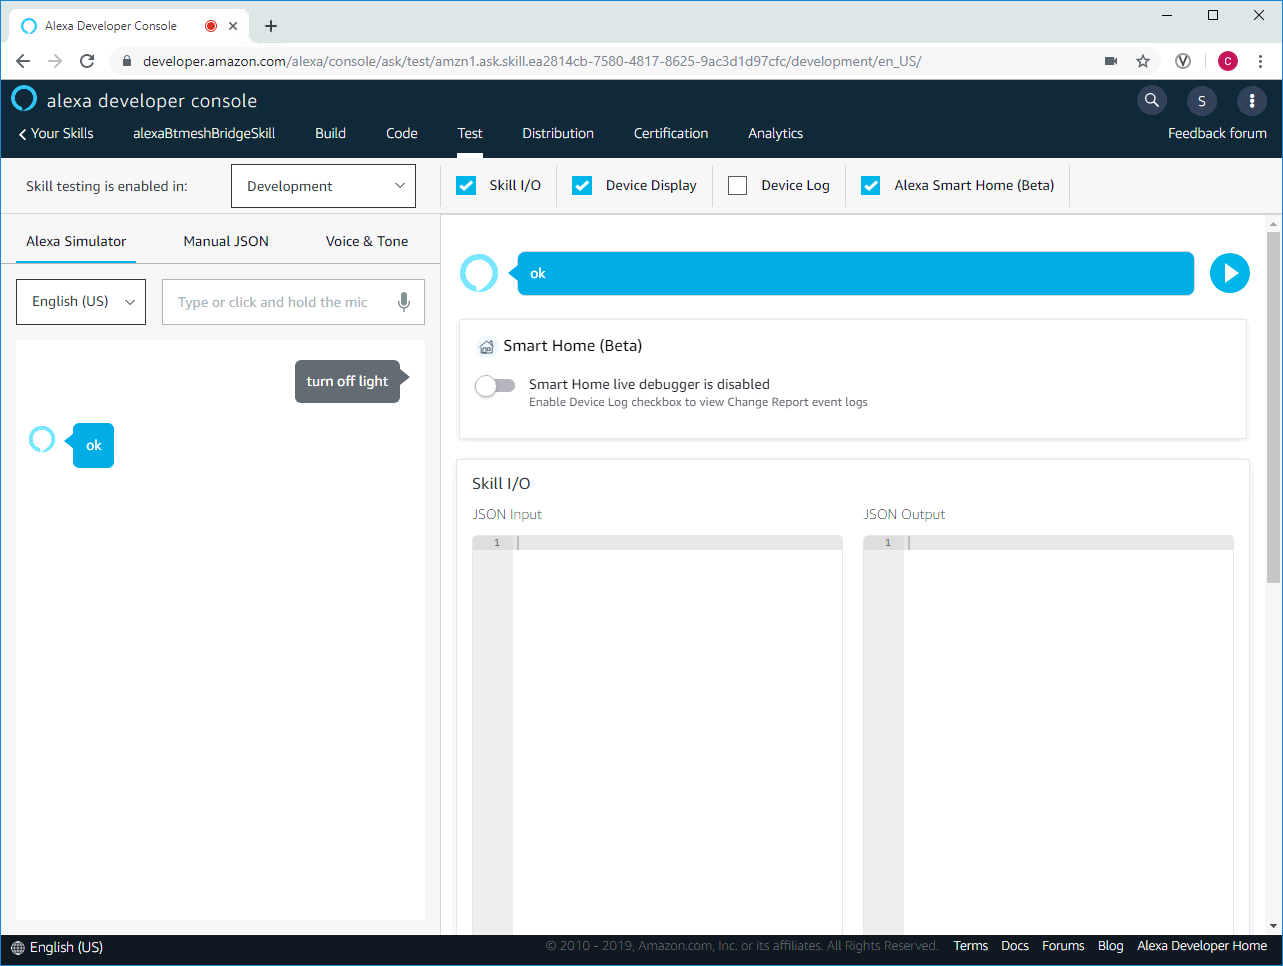 Alexa Developer Console
developer.amazon.com/alexa/console/ask/test/amzn1.ask.skill.ea2814cb-7580-4817-8625-9ac3d1d97cfc/development/en_US/
C
alexa developer console
S
Your Skills alexaBtmeshBridgeSkill Build Code Test Distribution Certification Analytics Feedback forum
Skill testing is enabled in: Development Skill I/O Device Display Device Log Alexa Smart Home (Beta)
Alexa Simulator Manual JSON Voice & Tone
English (US) Type or click and hold the mic
turn off light
ok
ok
Smart Home (Beta)
Smart Home live debugger is disabled
Enable Device Log checkbox to view Change Report event logs
Skill I/O
JSON Input JSON Output
1 1
English (US) © 2010 - 2019, Amazon.com, Inc. or its affiliates. All Rights Reserved. Terms Docs Forums Blog Alexa Developer Home